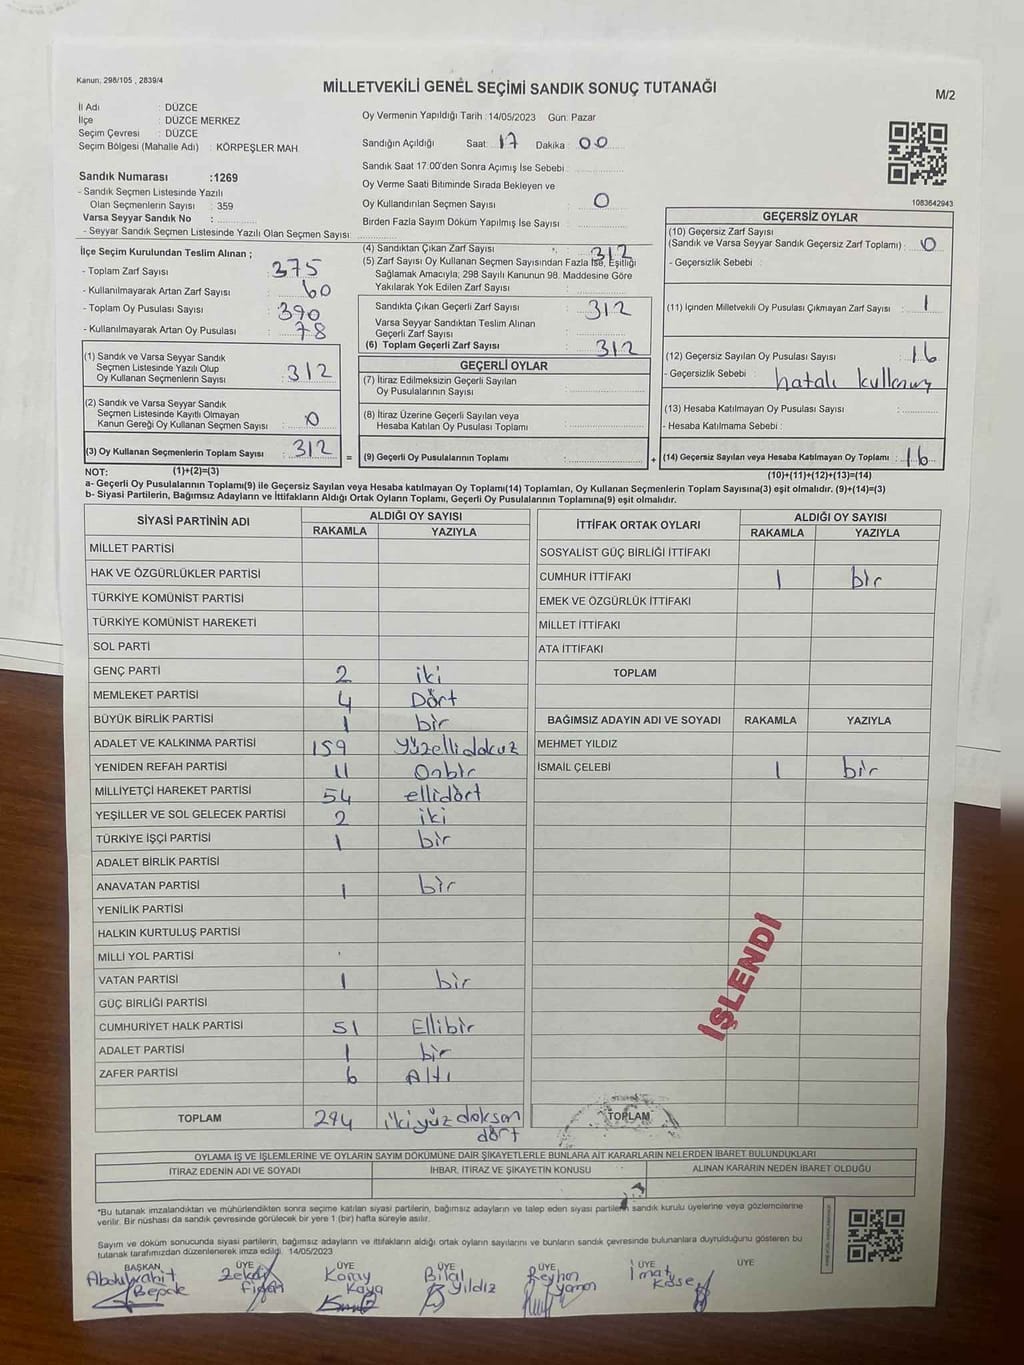 Kanun; 298/105 , 2839/4
MİLLETVEKİLİ GENEL SEÇİMİ SANDIK SONUÇ TUTANAĞI
M/2
İl Adı : DÜZCE
İlçe : DÜZCE MERKEZ
Seçim Çevresi : DÜZCE
Seçim Bölgesi (Mahalle Adı) : KÖRPEŞLER MAH.
Sandık Numarası :1269
- Sandık Seçmen Listesinde Yazılı
Olan Seçmenlerin Sayısı : 359
Varsa Seyyar Sandık No :
- Seyyar Sandık Seçmen Listesinde Yazılı Olan Seçmen Sayısı:
Oy Vermenin Yapıldığı Tarih :14/05/2023 Gün: Pazar
Sandığın Açıldığı Saat: 17 Dakika : 00
Sandık Saat 17.00'den Sonra Açımış İse Sebebi :
Oy Verme Saati Bitiminde Sırada Bekleyen ve
Oy Kullandırılan Seçmen Sayısı : 0
Birden Fazla Sayım Döküm Yapılmış İse Sayısı :
1083642943
İlçe Seçim Kurulundan Teslim Alınan ;
- Toplam Zarf Sayısı : 375
- Kullanılmayarak Artan Zarf Sayısı : 60
- Toplam Oy Pusulası Sayısı : 390
- Kullanılmayarak Artan Oy Pusulası : 78
(1) Sandık ve Varsa Seyyar Sandık
Seçmen Listesinde Yazılı Olup
Oy Kullanan Seçmenlerin Sayısı : 312
(2) Sandık ve Varsa Seyyar Sandık
Seçmen Listesinde Kayıtlı Olmayan
Kanun Gereği Oy Kullanan Seçmen Sayısı : 0
(3) Oy Kullanan Seçmenlerin Toplam Sayısı : 312
(4) Sandıktan Çıkan Zarf Sayısı : 312
(5) Zarf Sayısı Oy Kullanan Seçmen Sayısından Fazla İse, Eşitliği
Sağlamak Amacıyla; 298 Sayılı Kanunun 98. Maddesine Göre
Yakılarak Yok Edilen Zarf Sayısı :
Sandıkta Çıkan Geçerli Zarf Sayısı : 312
Varsa Seyyar Sandıktan Teslim Alınan
Geçerli Zarf Sayısı :
(6) Toplam Geçerli Zarf Sayısı : 312
GEÇERLİ OYLAR
(7) İtiraz Edilmeksizin Geçerli Sayılan
Oy Pusulalarının Sayısı :
(8) İtiraz Üzerine Geçerli Sayılan veya
Hesaba Katılan Oy Pusulası Toplamı :
= (9) Geçerli Oy Pusulalarının Toplamı : +
GEÇERSİZ OYLAR
(10) Geçersiz Zarf Sayısı
(Sandık ve Varsa Seyyar Sandık Geçersiz Zarf Toplamı) : 0
- Geçersizlik Sebebi :
(11) İçinden Milletvekili Oy Pusulası Çıkmayan Zarf Sayısı : 1
(12) Geçersiz Sayılan Oy Pusulası Sayısı : 16
- Geçersizlik Sebebi : hatalı
(13) Hesaba Katılmayan Oy Pusulası Sayısı :
- Hesaba Katılmama Sebebi :
(14) Geçersiz Sayılan veya Hesaba Katılmayan Oy Toplamı : 16
NOT: (1)+(2)=(3)
(10)+(11)+(12)+(13)=(14)
a- Geçerli Oy Pusulalarının Toplamı(9) ile Geçersiz Sayılan veya Hesaba katılmayan Oy Toplamı(14) Toplamları, Oy Kullanan Seçmenlerin Toplam Sayısına(3) eşit olmalıdır. (9)+(14)=(3)
b- Siyasi Partilerin, Bağımsız Adayların ve İttifakların Aldığı Ortak Oyların Toplamı, Geçerli Oy Pusulalarının Toplamına(9) eşit olmalıdır.
SİYASİ PARTİNİN ADI ALDIĞI OY SAYISI
RAKAMLA YAZIYLA
MİLLET PARTİSİ
HAK VE ÖZGÜRLÜKLER PARTİSİ
TÜRKİYE KOMÜNİST PARTİSİ
TÜRKİYE KOMÜNİST HAREKETİ
SOL PARTİ
GENÇ PARTİ 2 iki
MEMLEKET PARTİSİ 4 Dört
BÜYÜK BİRLİK PARTİSİ 1 bir
ADALET VE KALKINMA PARTİSİ 159 yüzellidokuz
YENİDEN REFAH PARTİSİ 11 Onbir
MİLLİYETÇİ HAREKET PARTİSİ 54 ellidört
YEŞİLLER VE SOL GELECEK PARTİSİ 2 iki
TÜRKİYE İŞÇİ PARTİSİ 1 bir
ADALET BİRLİK PARTİSİ
ANAVATAN PARTİSİ 1 bir
YENİLİK PARTİSİ
HALKIN KURTULUŞ PARTİSİ
MİLLİ YOL PARTİSİ
VATAN PARTİSİ 1 bir
GÜÇ BİRLİĞİ PARTİSİ
CUMHURİYET HALK PARTİSİ 51 Ellibir
ADALET PARTİSİ 1 bir
ZAFER PARTİSİ 6 Altı
TOPLAM 294 ikiyüz doksan
dört
İTTİFAK ORTAK OYLARI ALDIĞI OY SAYISI
RAKAMLA YAZIYLA
SOSYALİST GÜÇ BİRLİĞİ İTTİFAKI
CUMHUR İTTİFAKI 1 bir
EMEK VE ÖZGÜRLÜK İTTİFAKI
MİLLET İTTİFAKI
ATA İTTİFAKI
TOPLAM
BAĞIMSIZ ADAYIN ADI VE SOYADI RAKAMLA YAZIYLA
MEHMET YILDIZ
İSMAİL ÇELEBİ 1 bir
İŞLENDİ
TOPLAM
OYLAMA İŞ VE İŞLEMLERİNE VE OYLARIN SAYIM DÖKÜMÜNE DAİR ŞİKAYETLERLE BUNLARA AİT KARARLARIN NELERDEN İBARET BULUNDUKLARI
İTİRAZ EDENİN ADI VE SOYADI İHBAR, İTİRAZ VE ŞİKAYETİN KONUSU ALINAN KARARIN NEDEN İBARET OLDUĞU
*Bu tutanak imzalandıktan ve mühürlendikten sonra seçime katılan siyasi partilerin, bağımsız adayların ve talep eden siyasi partilerin sandık kurulu üyelerine veya gözlemcilerine
verilir. Bir nüshası da sandık çevresinde görülecek bir yere 1 (bir) hafta süreyle asılır.
Sayım ve döküm sonucunda siyasi partilerin, bağımsız adayların ve ittifakların aldığı ortak oyların sayılarını ve bunların sandık çevresinde bulunanlara duyrulduğunu gösteren bu
tutanak tarafımızdan düzenlenerek imza edildi. 14/05/2023
BAŞKAN ÜYE ÜYE ÜYE ÜYE ÜYE ÜYE
Bilal Reyhan Köse
Kaya Yıldız